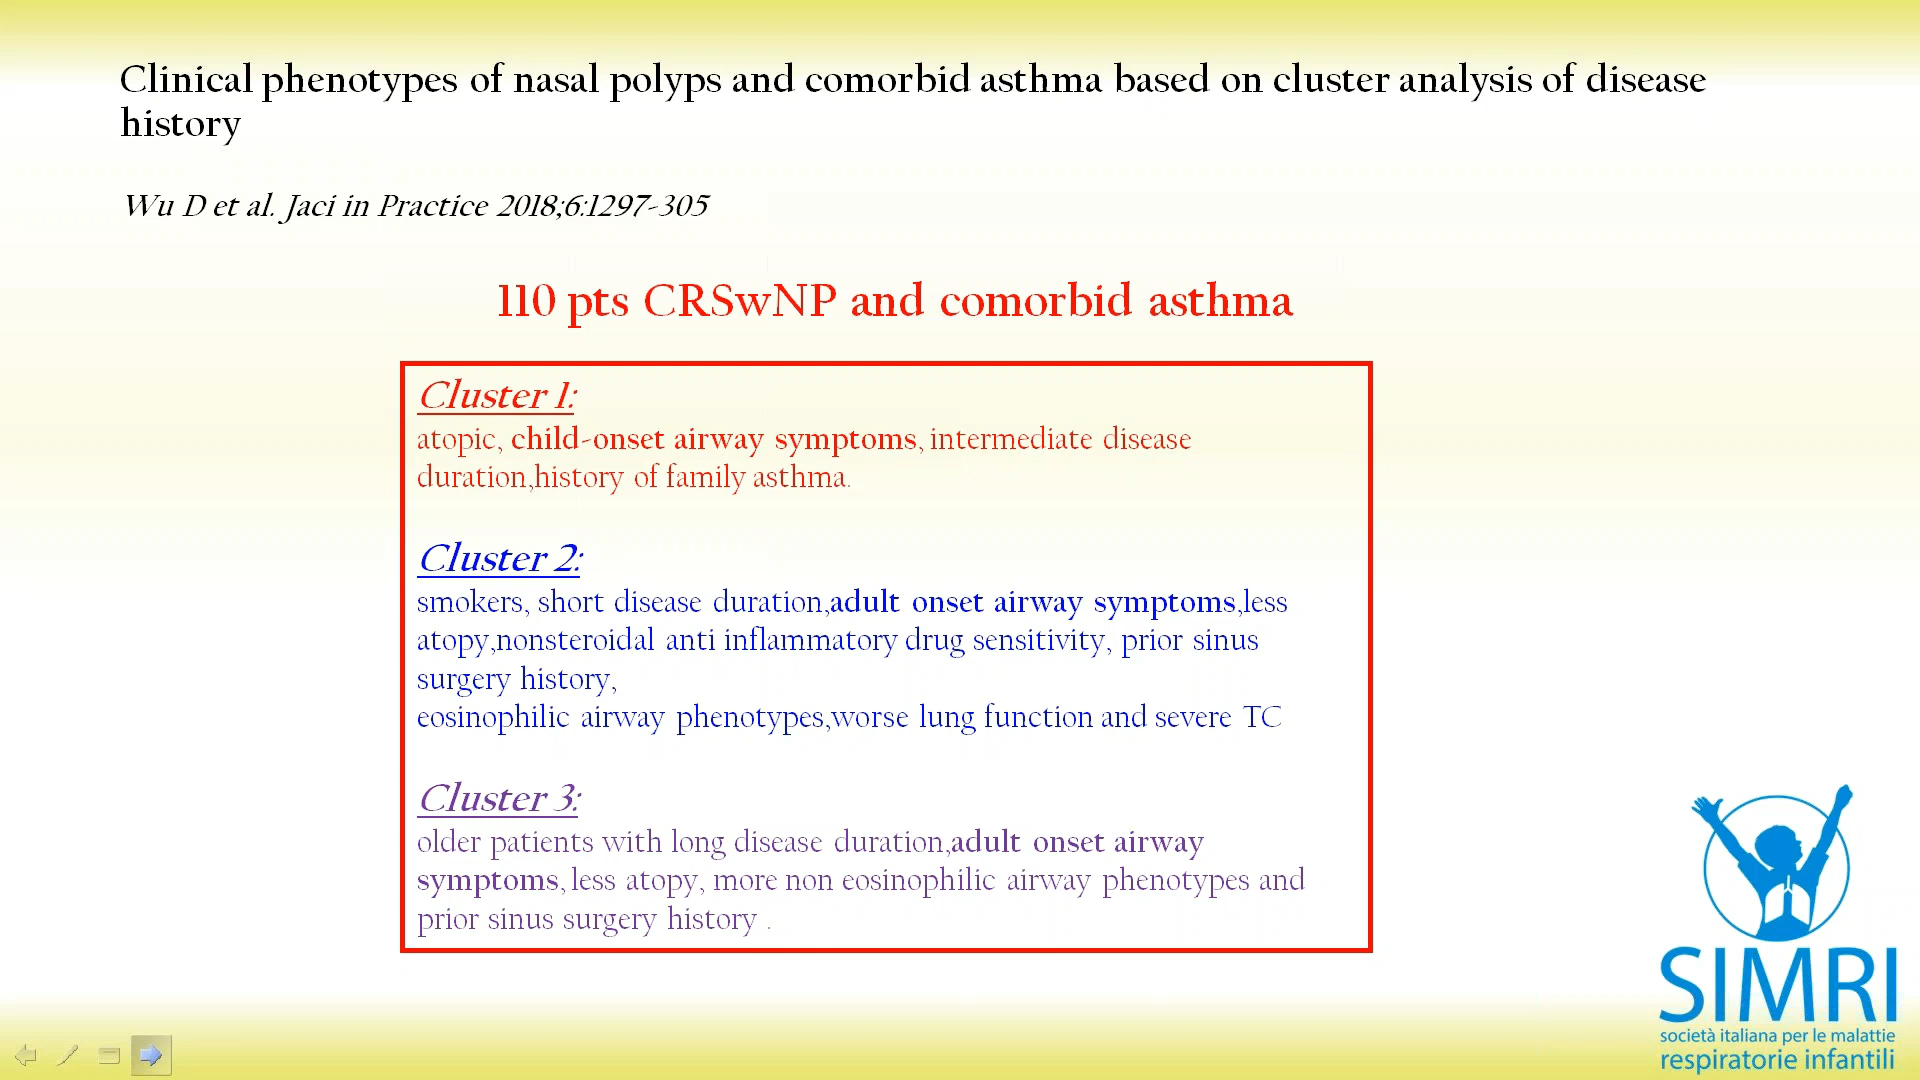 Clinical phenotypes of nasal polyps and comorbid asthma based on cluster analysis of disease
history
Wu D et al. Jaci in Practice 2018;6:1297-305
110 pts CRSwNP and comorbid asthma
Cluster 1:
atopic, child-onset airway symptoms, intermediate disease
duration,history of family asthma.
Cluster 2:
smokers, short disease duration,adult onset airway symptoms,less
atopy,nonsteroidal anti inflammatory drug sensitivity, prior sinus
surgery history,
eosinophilic airway phenotypes,worse lung function and severe TC
Cluster 3:
older patients with long disease duration,adult onset airway
symptoms, less atopy, more non eosinophilic airway phenotypes and
prior sinus surgery history .
SIMRI
società italiana per le malattie
respiratorie infantili